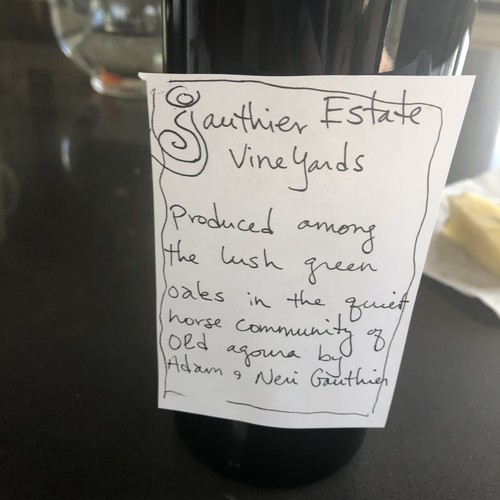 Gauthier Estate
Vineyards
Produced among
the lush green
oaks in the quiet
horse community of
Old agoura by
Adam & Neri Gauthier